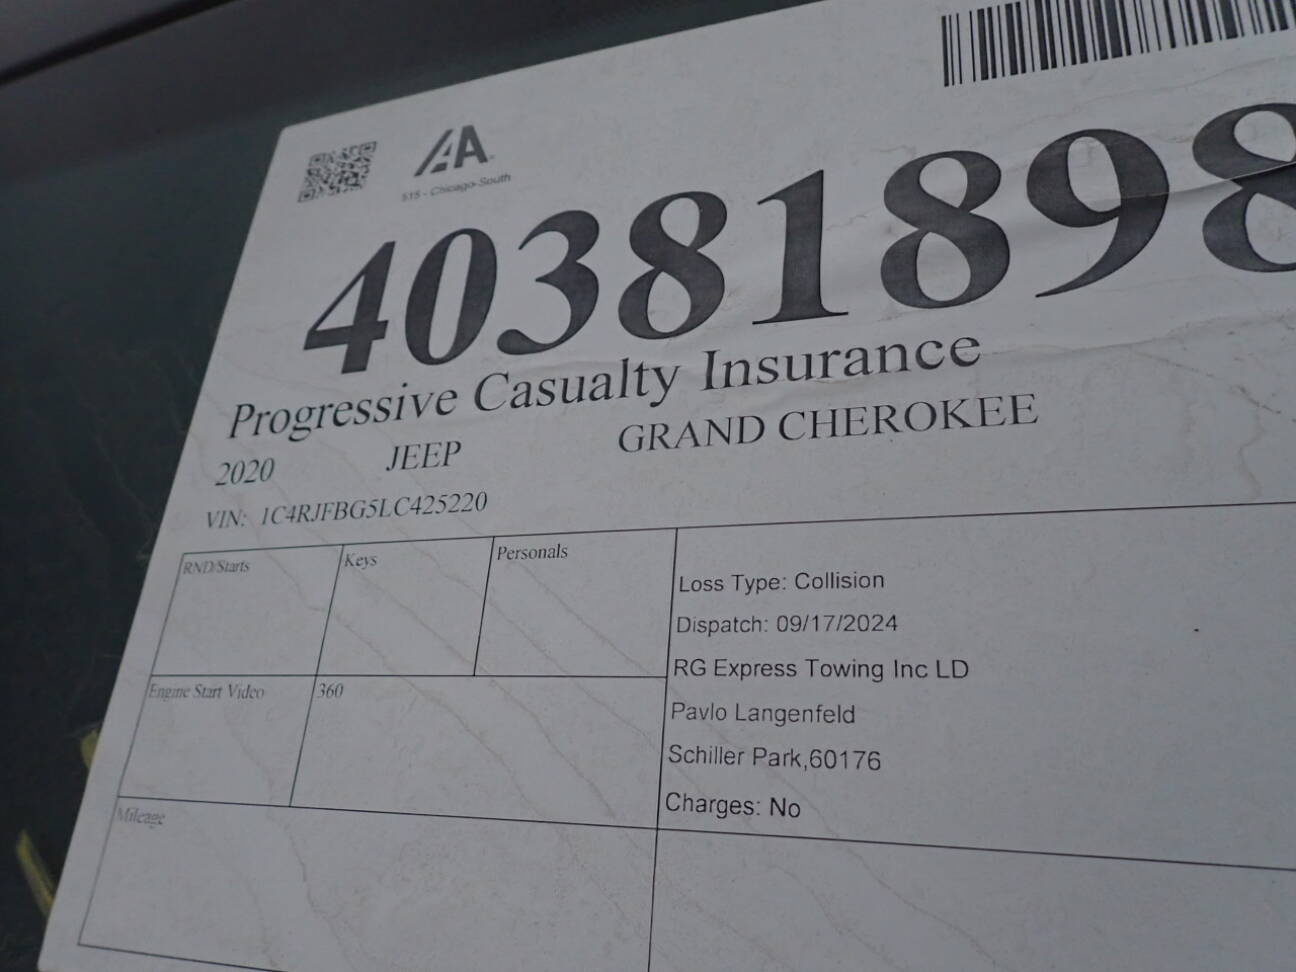 IAA
515 - Chicago-South
40381898
Progressive Casualty Insurance
2020 JEEP GRAND CHEROKEE
VIN: 1C4RJFBG5LC425220
RND/Starts Keys Personals
Engine Start Video 360
Mileage
Loss Type: Collision
Dispatch: 09/17/2024
RG Express Towing Inc LD
Pavlo Langenfeld
Schiller Park,60176
Charges: No